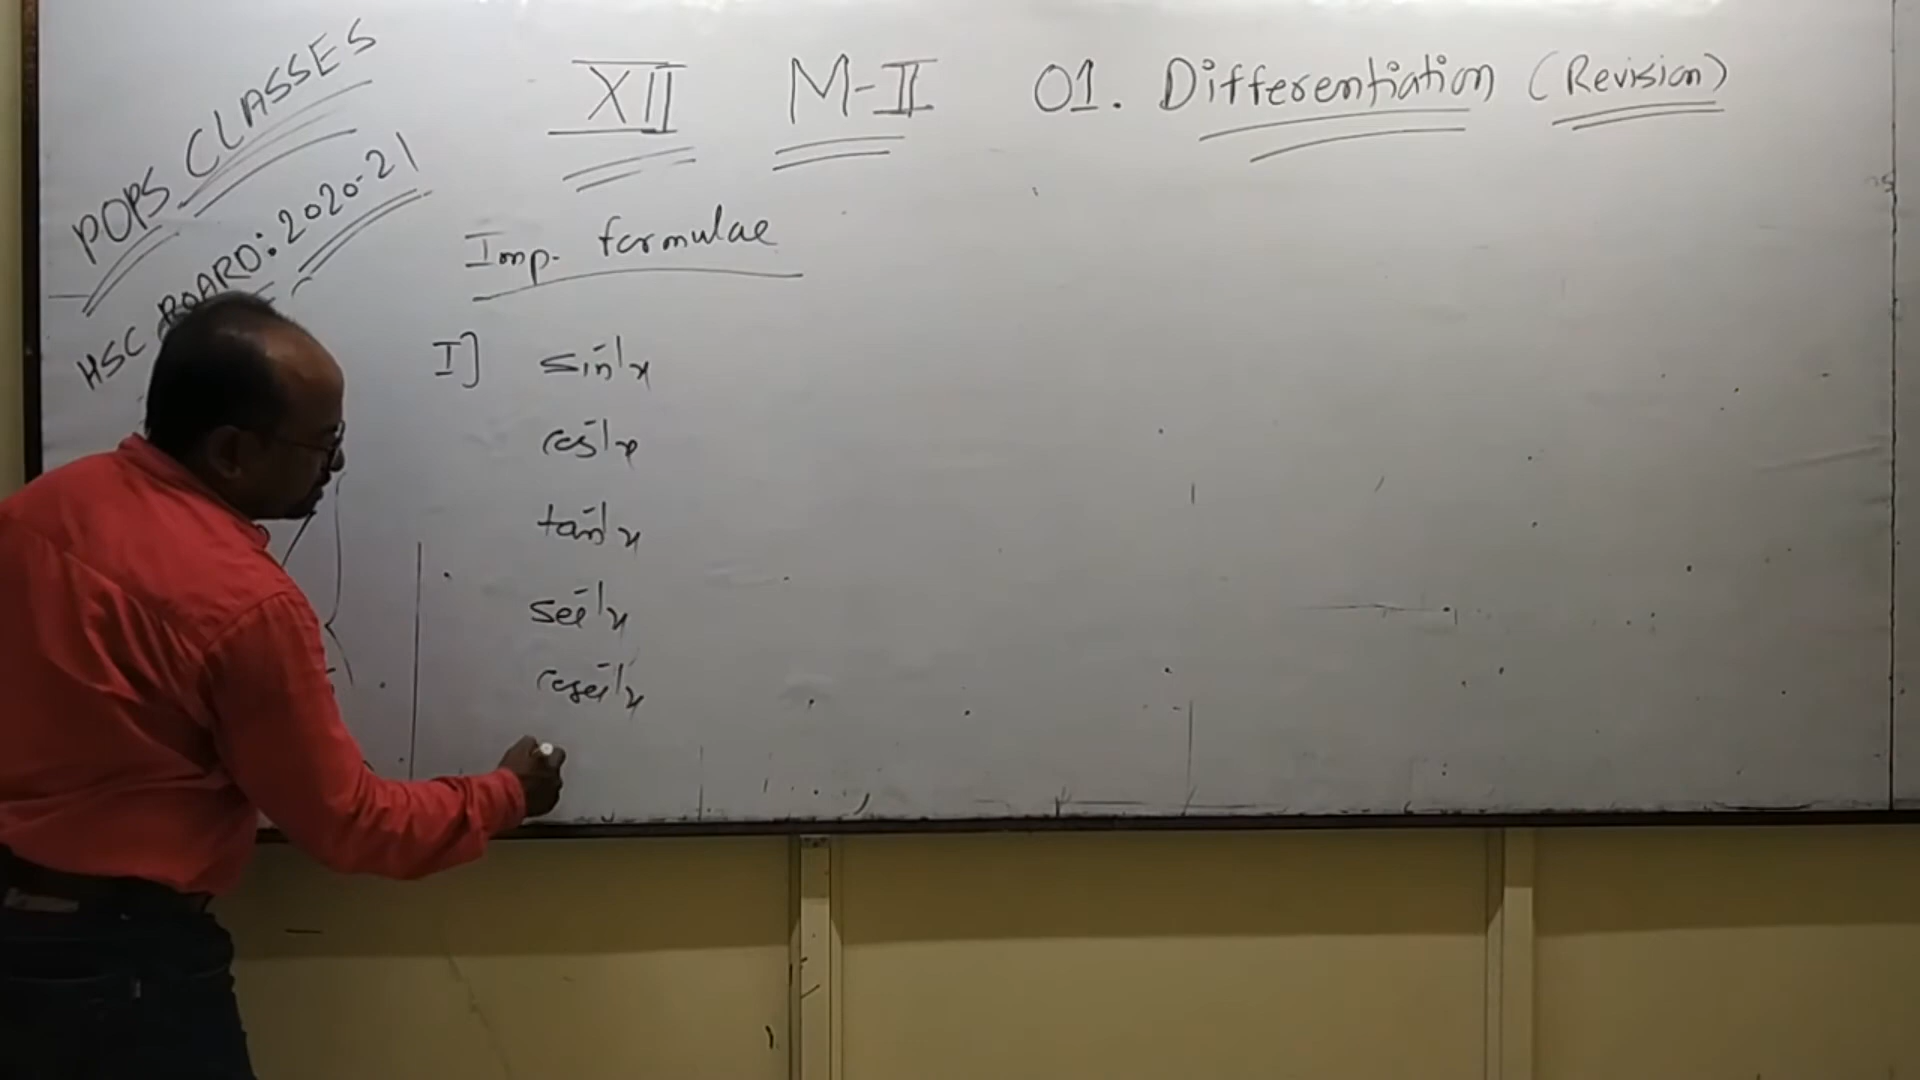 POPS CLASSES
HSC BOARD: 2020-21
XII M-II 01. Differentiation (Revision)
Imp. formulae
I] sin⁻¹x
cos⁻¹x
tan⁻¹x
sec⁻¹x
cosec⁻¹x